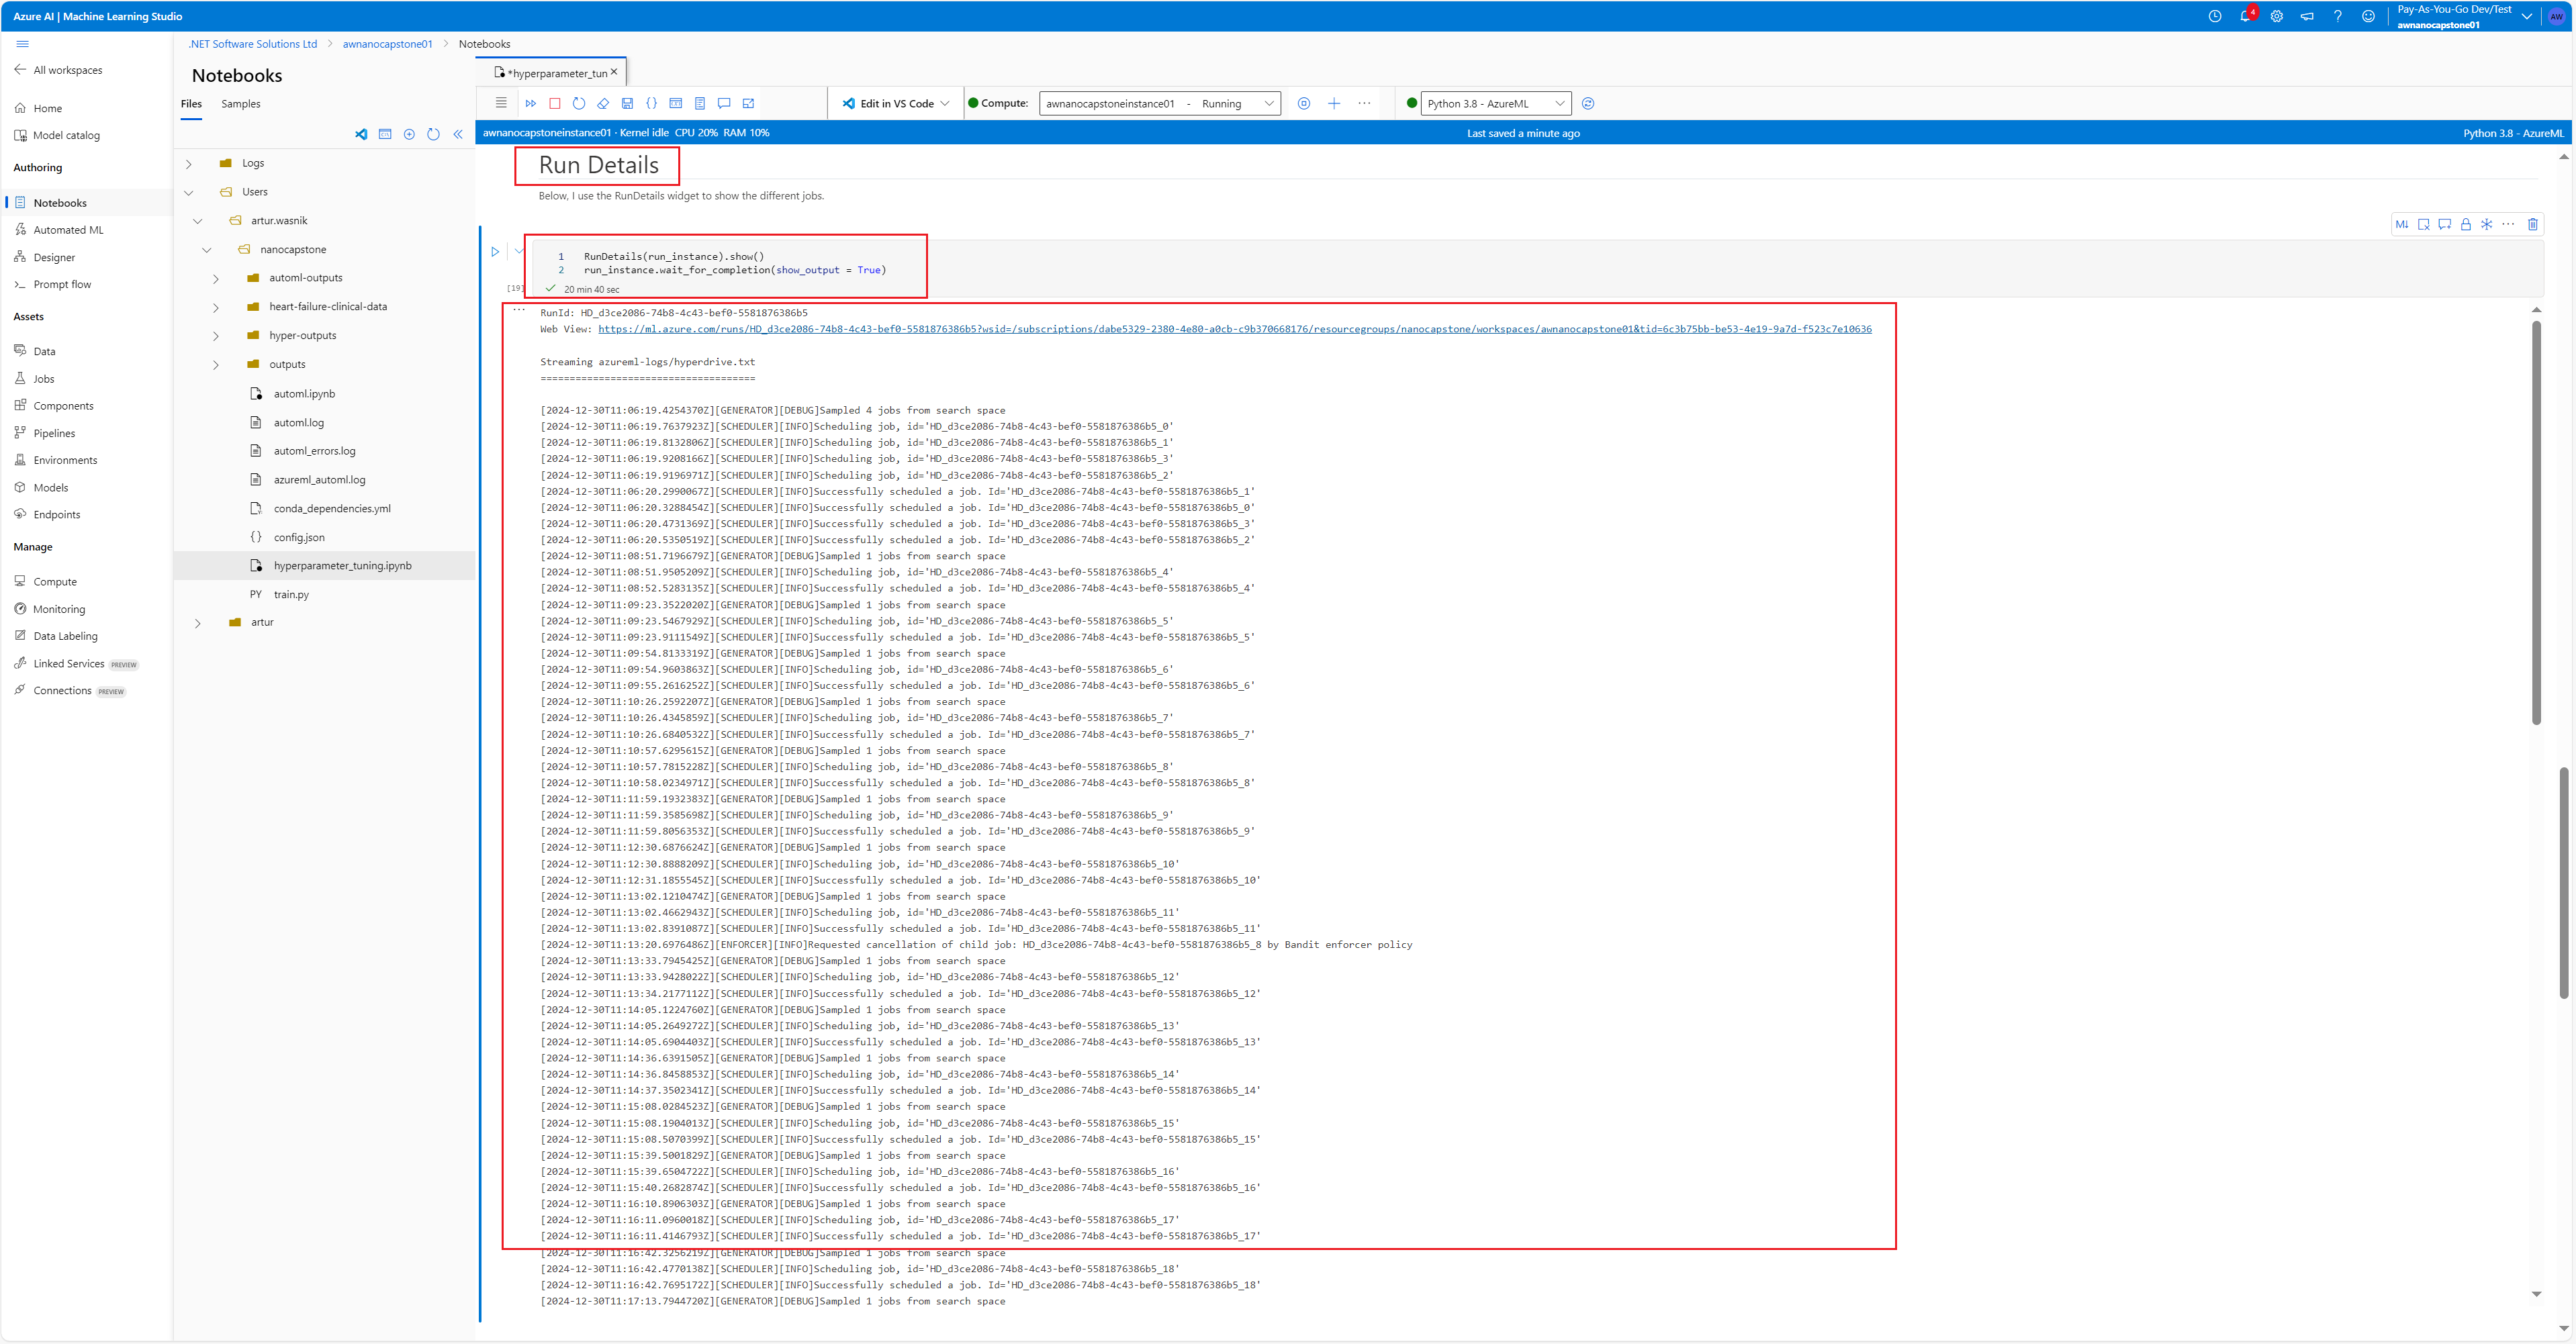 Azure AI | Machine Learning Studio
4
Pay-As-You-Go Dev/Test
awnanocapstone01
AW
All workspaces
Home
Model catalog
Authoring
Notebooks
Automated ML
Designer
Prompt flow
Assets
Data
Jobs
Components
Pipelines
Environments
Models
Endpoints
Manage
Compute
Monitoring
Data Labeling
Linked Services PREVIEW
Connections PREVIEW
.NET Software Solutions Ltd > awnanocapstone01 > Notebooks
Notebooks
Files Samples
Logs
Users
artur.wasnik
nanocapstone
automl-outputs
heart-failure-clinical-data
hyper-outputs
outputs
automl.ipynb
automl.log
automl_errors.log
azureml_automl.log
conda_dependencies.yml
{} config.json
hyperparameter_tuning.ipynb
PY train.py
artur
*hyperparameter_tun
Edit in VS Code
Compute: awnanocapstoneinstance01 - Running
Python 3.8 - AzureML
awnanocapstoneinstance01 · Kernel idle CPU 20% RAM 10%
Last saved a minute ago
Python 3.8 - AzureML
Run Details
Below, I use the RunDetails widget to show the different jobs.
M↓
1 RunDetails(run_instance).show()
2 run_instance.wait_for_completion(show_output = True)
[19] 20 min 40 sec
RunId: HD_d3ce2086-74b8-4c43-bef0-5581876386b5
Web View: https://ml.azure.com/runs/HD_d3ce2086-74b8-4c43-bef0-5581876386b5?wsid=/subscriptions/dabe5329-2380-4e80-a0cb-c9b370668176/resourcegroups/nanocapstone/workspaces/awnanocapstone01&tid=6c3b75bb-be53-4e19-9a7d-f523c7e10636
Streaming azureml-logs/hyperdrive.txt
=====================================
[2024-12-30T11:06:19.4254370Z][GENERATOR][DEBUG]Sampled 4 jobs from search space
[2024-12-30T11:06:19.7637923Z][SCHEDULER][INFO]Scheduling job, id='HD_d3ce2086-74b8-4c43-bef0-5581876386b5_0'
[2024-12-30T11:06:19.8132806Z][SCHEDULER][INFO]Scheduling job, id='HD_d3ce2086-74b8-4c43-bef0-5581876386b5_1'
[2024-12-30T11:06:19.9208166Z][SCHEDULER][INFO]Scheduling job, id='HD_d3ce2086-74b8-4c43-bef0-5581876386b5_3'
[2024-12-30T11:06:19.9196971Z][SCHEDULER][INFO]Scheduling job, id='HD_d3ce2086-74b8-4c43-bef0-5581876386b5_2'
[2024-12-30T11:06:20.2990067Z][SCHEDULER][INFO]Successfully scheduled a job. Id='HD_d3ce2086-74b8-4c43-bef0-5581876386b5_1'
[2024-12-30T11:06:20.3288454Z][SCHEDULER][INFO]Successfully scheduled a job. Id='HD_d3ce2086-74b8-4c43-bef0-5581876386b5_0'
[2024-12-30T11:06:20.4731369Z][SCHEDULER][INFO]Successfully scheduled a job. Id='HD_d3ce2086-74b8-4c43-bef0-5581876386b5_3'
[2024-12-30T11:06:20.5350519Z][SCHEDULER][INFO]Successfully scheduled a job. Id='HD_d3ce2086-74b8-4c43-bef0-5581876386b5_2'
[2024-12-30T11:08:51.7196679Z][GENERATOR][DEBUG]Sampled 1 jobs from search space
[2024-12-30T11:08:51.9505209Z][SCHEDULER][INFO]Scheduling job, id='HD_d3ce2086-74b8-4c43-bef0-5581876386b5_4'
[2024-12-30T11:08:52.5283135Z][SCHEDULER][INFO]Successfully scheduled a job. Id='HD_d3ce2086-74b8-4c43-bef0-5581876386b5_4'
[2024-12-30T11:09:23.3522020Z][GENERATOR][DEBUG]Sampled 1 jobs from search space
[2024-12-30T11:09:23.5467929Z][SCHEDULER][INFO]Scheduling job, id='HD_d3ce2086-74b8-4c43-bef0-5581876386b5_5'
[2024-12-30T11:09:23.9111549Z][SCHEDULER][INFO]Successfully scheduled a job. Id='HD_d3ce2086-74b8-4c43-bef0-5581876386b5_5'
[2024-12-30T11:09:54.8133319Z][GENERATOR][DEBUG]Sampled 1 jobs from search space
[2024-12-30T11:09:54.9603863Z][SCHEDULER][INFO]Scheduling job, id='HD_d3ce2086-74b8-4c43-bef0-5581876386b5_6'
[2024-12-30T11:09:55.2616252Z][SCHEDULER][INFO]Successfully scheduled a job. Id='HD_d3ce2086-74b8-4c43-bef0-5581876386b5_6'
[2024-12-30T11:10:26.2592207Z][GENERATOR][DEBUG]Sampled 1 jobs from search space
[2024-12-30T11:10:26.4345859Z][SCHEDULER][INFO]Scheduling job, id='HD_d3ce2086-74b8-4c43-bef0-5581876386b5_7'
[2024-12-30T11:10:26.6840532Z][SCHEDULER][INFO]Successfully scheduled a job. Id='HD_d3ce2086-74b8-4c43-bef0-5581876386b5_7'
[2024-12-30T11:10:57.6295615Z][GENERATOR][DEBUG]Sampled 1 jobs from search space
[2024-12-30T11:10:57.7815228Z][SCHEDULER][INFO]Scheduling job, id='HD_d3ce2086-74b8-4c43-bef0-5581876386b5_8'
[2024-12-30T11:10:58.0234971Z][SCHEDULER][INFO]Successfully scheduled a job. Id='HD_d3ce2086-74b8-4c43-bef0-5581876386b5_8'
[2024-12-30T11:11:59.1932383Z][GENERATOR][DEBUG]Sampled 1 jobs from search space
[2024-12-30T11:11:59.3585698Z][SCHEDULER][INFO]Scheduling job, id='HD_d3ce2086-74b8-4c43-bef0-5581876386b5_9'
[2024-12-30T11:11:59.8056353Z][SCHEDULER][INFO]Successfully scheduled a job. Id='HD_d3ce2086-74b8-4c43-bef0-5581876386b5_9'
[2024-12-30T11:12:30.6876624Z][GENERATOR][DEBUG]Sampled 1 jobs from search space
[2024-12-30T11:12:30.8888209Z][SCHEDULER][INFO]Scheduling job, id='HD_d3ce2086-74b8-4c43-bef0-5581876386b5_10'
[2024-12-30T11:12:31.1855545Z][SCHEDULER][INFO]Successfully scheduled a job. Id='HD_d3ce2086-74b8-4c43-bef0-5581876386b5_10'
[2024-12-30T11:13:02.1210474Z][GENERATOR][DEBUG]Sampled 1 jobs from search space
[2024-12-30T11:13:02.4662943Z][SCHEDULER][INFO]Scheduling job, id='HD_d3ce2086-74b8-4c43-bef0-5581876386b5_11'
[2024-12-30T11:13:02.8391087Z][SCHEDULER][INFO]Successfully scheduled a job. Id='HD_d3ce2086-74b8-4c43-bef0-5581876386b5_11'
[2024-12-30T11:13:20.6976486Z][ENFORCER][INFO]Requested cancellation of child job: HD_d3ce2086-74b8-4c43-bef0-5581876386b5_8 by Bandit enforcer policy
[2024-12-30T11:13:33.7945425Z][GENERATOR][DEBUG]Sampled 1 jobs from search space
[2024-12-30T11:13:33.9428022Z][SCHEDULER][INFO]Scheduling job, id='HD_d3ce2086-74b8-4c43-bef0-5581876386b5_12'
[2024-12-30T11:13:34.2177112Z][SCHEDULER][INFO]Successfully scheduled a job. Id='HD_d3ce2086-74b8-4c43-bef0-5581876386b5_12'
[2024-12-30T11:14:05.1224760Z][GENERATOR][DEBUG]Sampled 1 jobs from search space
[2024-12-30T11:14:05.2649272Z][SCHEDULER][INFO]Scheduling job, id='HD_d3ce2086-74b8-4c43-bef0-5581876386b5_13'
[2024-12-30T11:14:05.6904403Z][SCHEDULER][INFO]Successfully scheduled a job. Id='HD_d3ce2086-74b8-4c43-bef0-5581876386b5_13'
[2024-12-30T11:14:36.6391505Z][GENERATOR][DEBUG]Sampled 1 jobs from search space
[2024-12-30T11:14:36.8458853Z][SCHEDULER][INFO]Scheduling job, id='HD_d3ce2086-74b8-4c43-bef0-5581876386b5_14'
[2024-12-30T11:14:37.3502341Z][SCHEDULER][INFO]Successfully scheduled a job. Id='HD_d3ce2086-74b8-4c43-bef0-5581876386b5_14'
[2024-12-30T11:15:08.0284523Z][GENERATOR][DEBUG]Sampled 1 jobs from search space
[2024-12-30T11:15:08.1904013Z][SCHEDULER][INFO]Scheduling job, id='HD_d3ce2086-74b8-4c43-bef0-5581876386b5_15'
[2024-12-30T11:15:08.5070399Z][SCHEDULER][INFO]Successfully scheduled a job. Id='HD_d3ce2086-74b8-4c43-bef0-5581876386b5_15'
[2024-12-30T11:15:39.5001829Z][GENERATOR][DEBUG]Sampled 1 jobs from search space
[2024-12-30T11:15:39.6504722Z][SCHEDULER][INFO]Scheduling job, id='HD_d3ce2086-74b8-4c43-bef0-5581876386b5_16'
[2024-12-30T11:15:40.2682874Z][SCHEDULER][INFO]Successfully scheduled a job. Id='HD_d3ce2086-74b8-4c43-bef0-5581876386b5_16'
[2024-12-30T11:16:10.8906303Z][GENERATOR][DEBUG]Sampled 1 jobs from search space
[2024-12-30T11:16:11.0960018Z][SCHEDULER][INFO]Scheduling job, id='HD_d3ce2086-74b8-4c43-bef0-5581876386b5_17'
[2024-12-30T11:16:11.4146793Z][SCHEDULER][INFO]Successfully scheduled a job. Id='HD_d3ce2086-74b8-4c43-bef0-5581876386b5_17'
[2024-12-30T11:16:42.3256219Z][GENERATOR][DEBUG]Sampled 1 jobs from search space
[2024-12-30T11:16:42.4770138Z][SCHEDULER][INFO]Scheduling job, id='HD_d3ce2086-74b8-4c43-bef0-5581876386b5_18'
[2024-12-30T11:16:42.7695172Z][SCHEDULER][INFO]Successfully scheduled a job. Id='HD_d3ce2086-74b8-4c43-bef0-5581876386b5_18'
[2024-12-30T11:17:13.7944720Z][GENERATOR][DEBUG]Sampled 1 jobs from search space